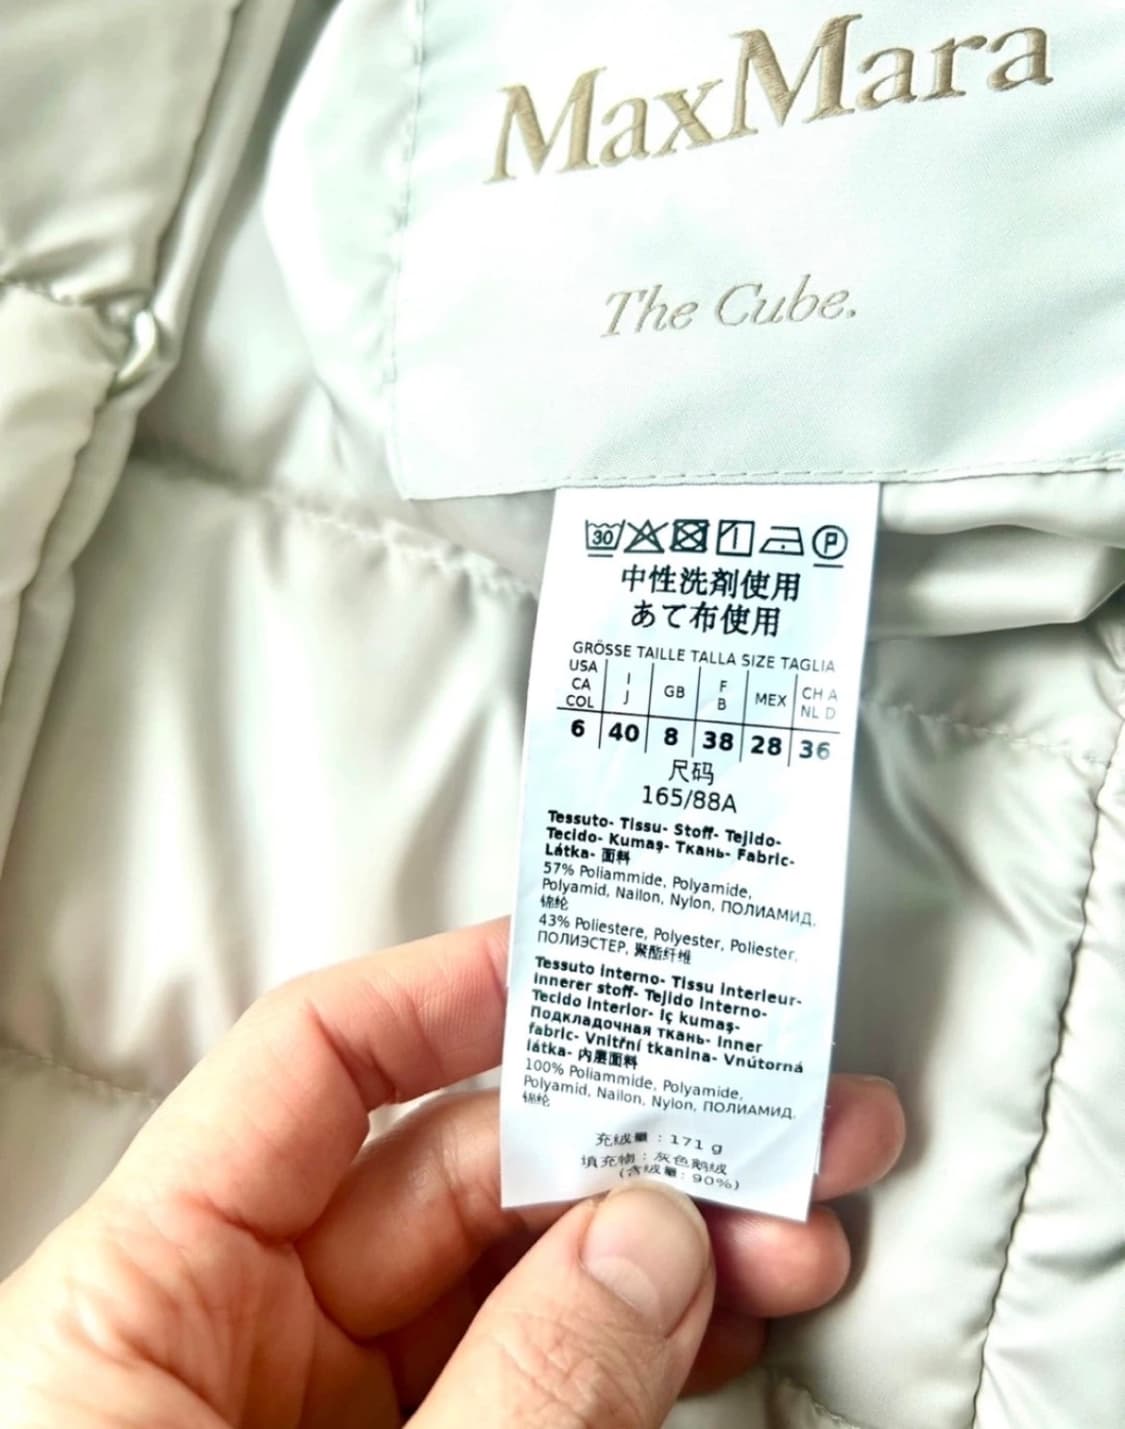 MaxMara
The Cube.
30 P
中性洗剤使用
あて布使用
GRÖSSE TAILLE TALLA SIZE TAGLIA
USA CA COL I J GB F B MEX CH A NL D
6 40 8 38 28 36
尺码
165/88A
Tessuto- Tissu- Stoff- Tejido-
Tecido- Kumaş- Ткань- Fabric-
Látka- 面料
57% Poliammide, Polyamide,
Polyamid, Nailon, Nylon, ПОЛИАМИД,
锦纶
43% Poliestere, Polyester, Poliester,
ПОЛИЭСТЕР, 聚酯纤维
Tessuto interno- Tissu interieur-
innerer stoff- Tejido interno-
Tecido interior- iç kumaş-
Подкладочная ткань- Inner
fabric- Vnitřní tkanina- Vnútorná
látka- 内层面料
100% Poliammide, Polyamide,
Polyamid, Nailon, Nylon, ПОЛИАМИД,
锦纶
充绒量：171 g
填充物：灰色鹅绒
(含绒量: 90%)